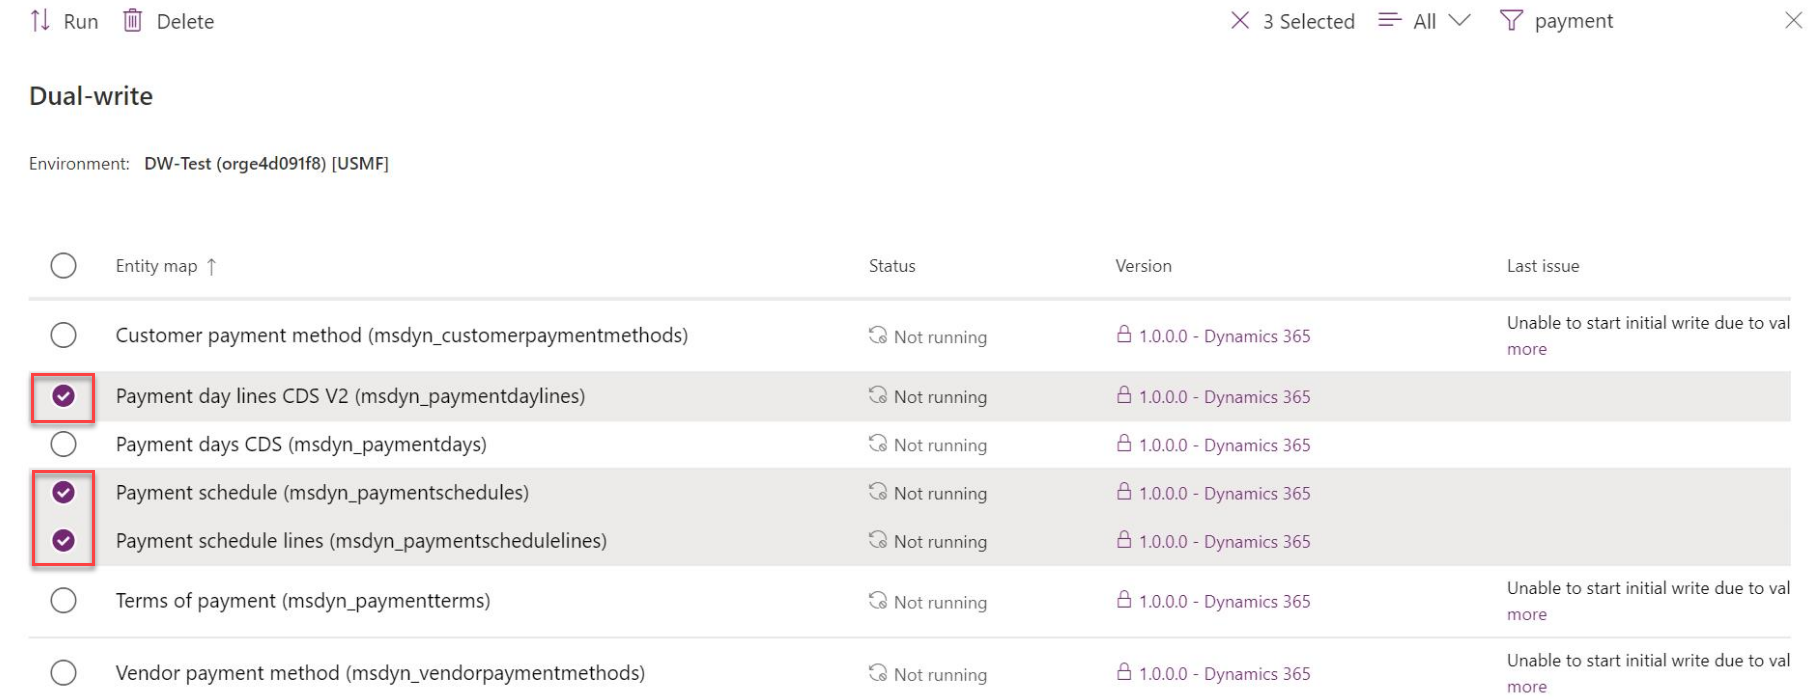 Run Delete 3 Selected All payment
Dual-write
Environment: DW-Test (orge4d091f8) [USMF]
Entity map ↑ Status Version Last issue
Customer payment method (msdyn_customerpaymentmethods) Not running 1.0.0.0 - Dynamics 365 Unable to start initial write due to val
more
Payment day lines CDS V2 (msdyn_paymentdaylines) Not running 1.0.0.0 - Dynamics 365
Payment days CDS (msdyn_paymentdays) Not running 1.0.0.0 - Dynamics 365
Payment schedule (msdyn_paymentschedules) Not running 1.0.0.0 - Dynamics 365
Payment schedule lines (msdyn_paymentschedulelines) Not running 1.0.0.0 - Dynamics 365
Terms of payment (msdyn_paymentterms) Not running 1.0.0.0 - Dynamics 365 Unable to start initial write due to val
more
Vendor payment method (msdyn_vendorpaymentmethods) Not running 1.0.0.0 - Dynamics 365 Unable to start initial write due to val
more